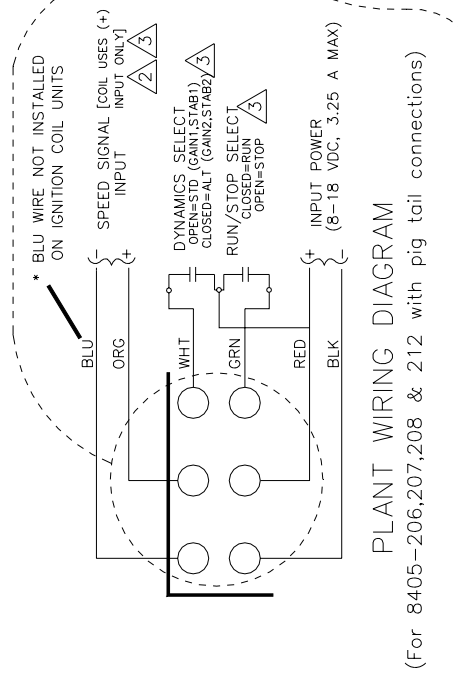 * BLU WIRE NOT INSTALLED
ON IGNITION COIL UNITS
BLU
-
SPEED SIGNAL [COIL USES (+)
INPUT INPUT ONLY]
ORG
+
2 3
DYNAMICS SELECT
OPEN=STD (GAIN1,STAB1)
CLOSED=ALT (GAIN2,STAB2)
3
WHT
RUN/STOP SELECT
CLOSED=RUN
OPEN=STOP
3
GRN
RED
+
INPUT POWER
(8-18 VDC, 3.25 A MAX)
BLK
-
PLANT WIRING DIAGRAM
(For 8405-206,207,208 & 212 with pig tail connections)